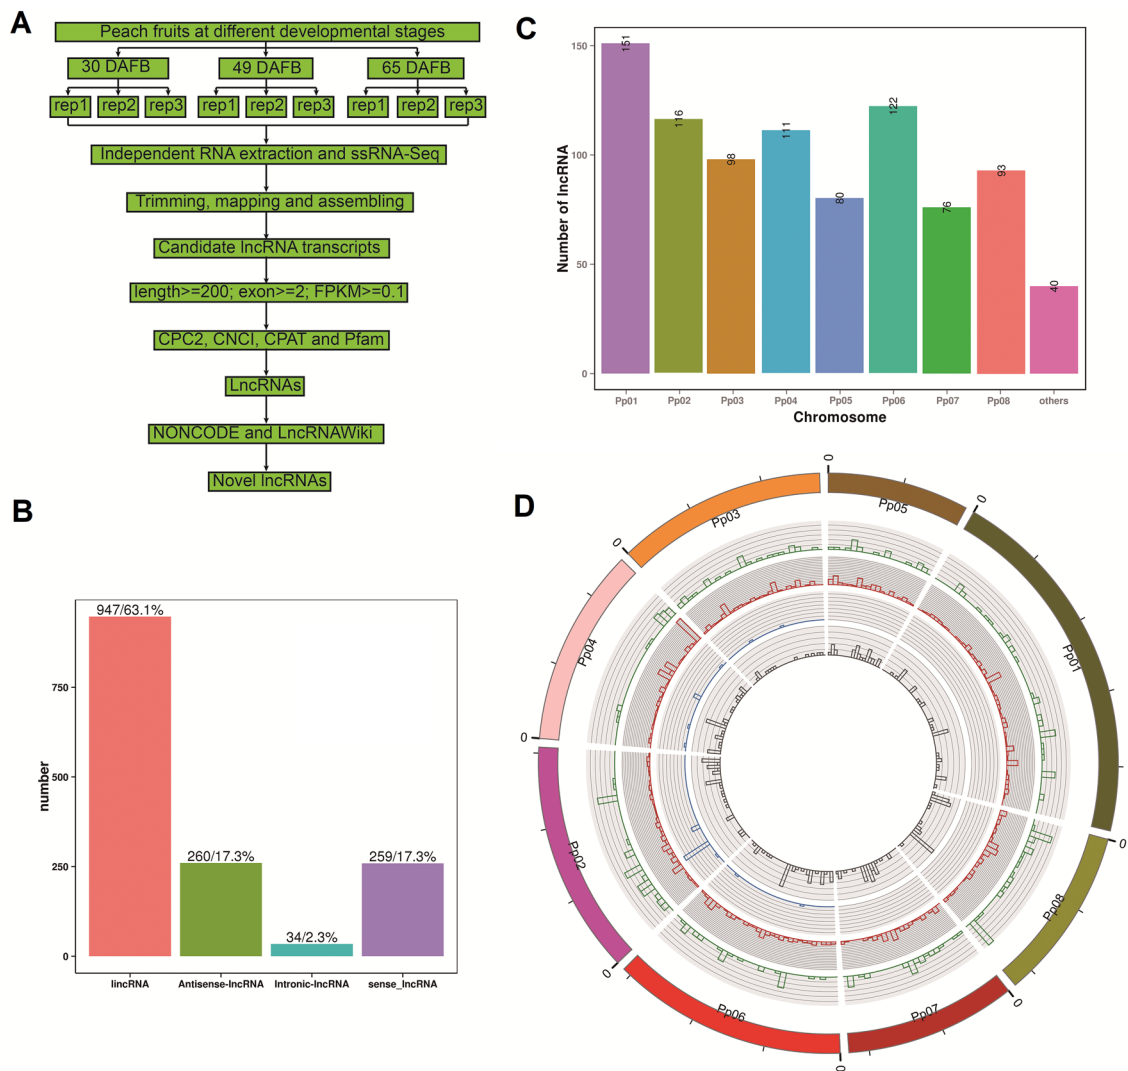 A
Peach fruits at different developmental stages
30 DAFB 49 DAFB 65 DAFB
rep1 rep2 rep3 rep1 rep2 rep3 rep1 rep2 rep3
Independent RNA extraction and ssRNA-Seq
Trimming, mapping and assembling
Candidate lncRNA transcripts
length>=200; exon>=2; FPKM>=0.1
CPC2, CNCI, CPAT and Pfam
LncRNAs
NONCODE and LncRNAWiki
Novel lncRNAs
B
number
750
500
250
0
947/63.1%
260/17.3%
34/2.3%
259/17.3%
lincRNA Antisense-lncRNA Intronic-lncRNA sense_lncRNA
C
Number of lncRNA
150
100
50
0
151 116 98 111 80 122 76 93 40
Pp01 Pp02 Pp03 Pp04 Pp05 Pp06 Pp07 Pp08 others
Chromosome
D
0
Pp05
0
Pp01
0
Pp08
0
Pp07
0
Pp06
0
Pp02
0
Pp04
0
Pp03